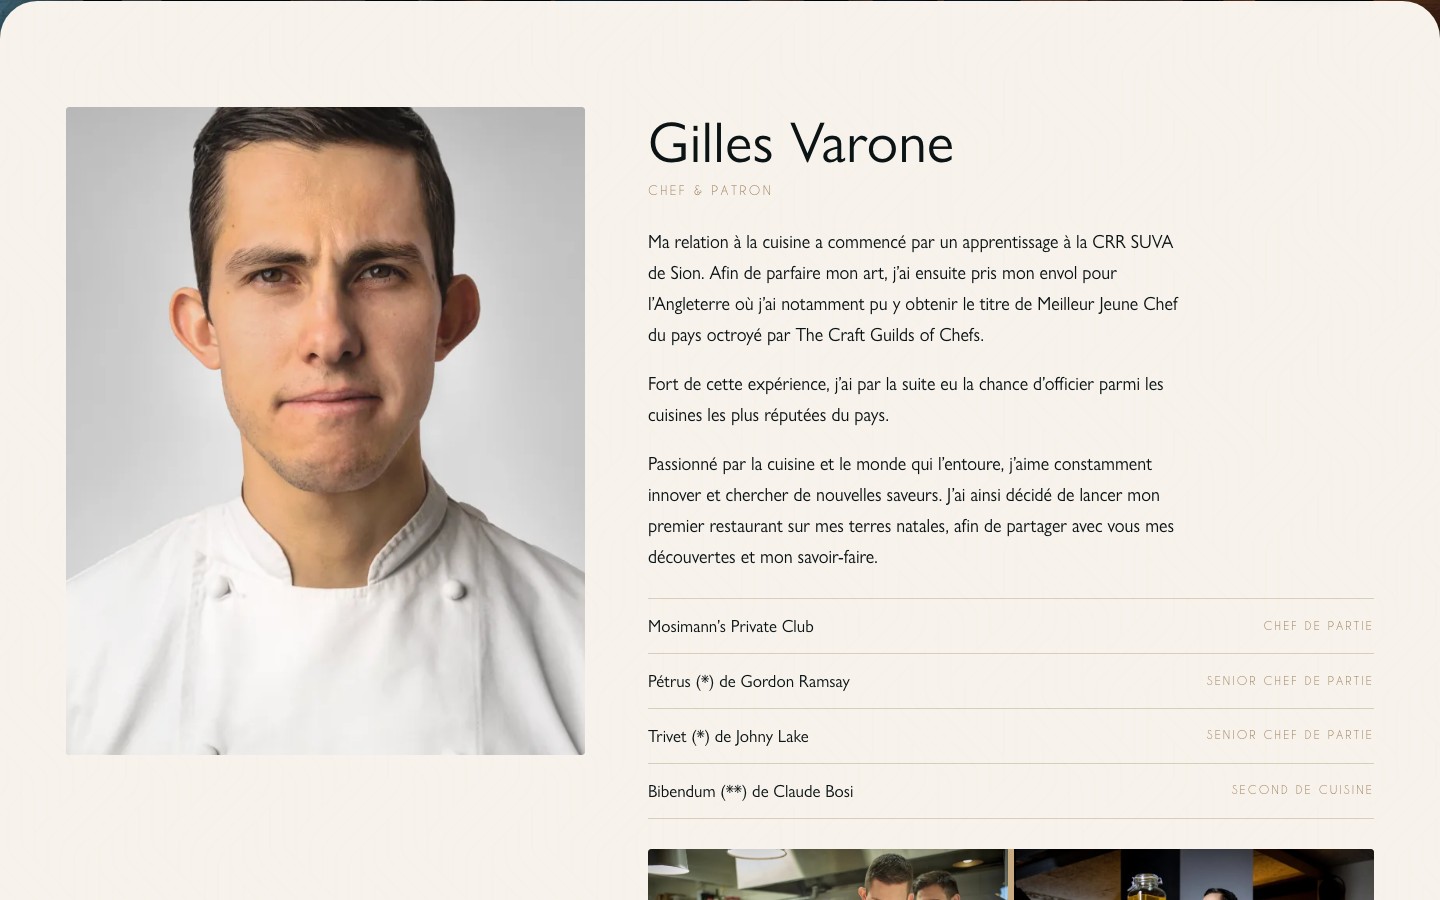 Gilles Varone
CHEF & PATRON
Ma relation à la cuisine a commencé par un apprentissage à la CRR SUVA
de Sion. Afin de parfaire mon art, j’ai ensuite pris mon envol pour
l’Angleterre où j’ai notamment pu y obtenir le titre de Meilleur Jeune Chef
du pays octroyé par The Craft Guilds of Chefs.
Fort de cette expérience, j’ai par la suite eu la chance d’officier parmi les
cuisines les plus réputées du pays.
Passionné par la cuisine et le monde qui l’entoure, j’aime constamment
innover et chercher de nouvelles saveurs. J’ai ainsi décidé de lancer mon
premier restaurant sur mes terres natales, afin de partager avec vous mes
découvertes et mon savoir-faire.
Mosimann’s Private Club
CHEF DE PARTIE
Pétrus (*) de Gordon Ramsay
SENIOR CHEF DE PARTIE
Trivet (*) de Johny Lake
SENIOR CHEF DE PARTIE
Bibendum (**) de Claude Bosi
SECOND DE CUISINE